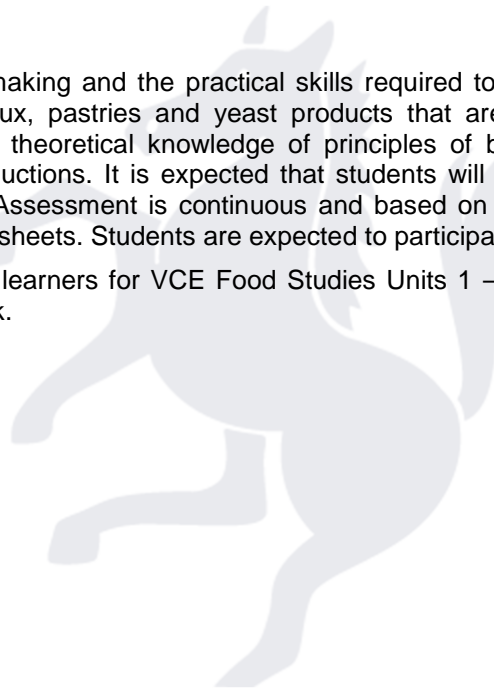 making and the practical skills required to
ux, pastries and yeast products that are
theoretical knowledge of principles of b
uctions. It is expected that students will
Assessment is continuous and based on
sheets. Students are expected to participa
learners for VCE Food Studies Units 1 –
k.